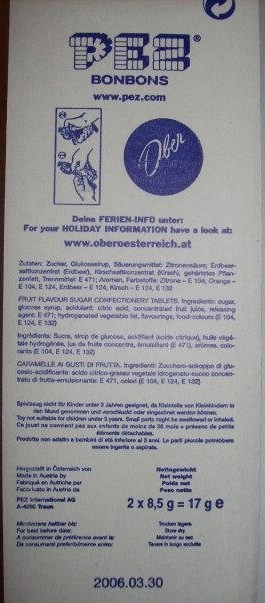 PEZ®
BONBONS
www.pez.com
Ober
Deine FERIEN-INFO unter:
For your HOLIDAY INFORMATION have a look at:
www.oberoesterreich.at
Zutaten: Zucker, Glukosesirup, Säuerungsmittel: Zitronensäure; Erdbeer-
saftkonzentrat (Erdbeer), Kirschsaftkonzentrat (Kirsch), gehärtetes Pflan-
zenfett, Trennmittel: E 471; Aromen, Farbstoffe: Zitrone – E 104, Orange –
E 104, E 124, Erdbeer – E 124, Kirsch – E 124, E 132
FRUIT FLAVOUR SUGAR CONFECTIONERY TABLETS. Ingredients: sugar,
glucose syrup, acidulant: citric acid, concentrated fruit juice, releasing
agent: E 471; hydrogenated vegetable fat, flavourings, food-colours (E 104,
E 124, E 132)
Ingrédients: Sucre, sirop de glucose, acidifiant (acide citrique), huile végé-
tale hydrogénée, jus de fruits concentré, émulsifiant (E 471), arômes, colo-
rants (E 104, E 124, E 132)
CARAMELLE AI GUSTI DI FRUTTA. Ingredienti: Zucchero-sciroppo di glu-
cosio-acidificante: acido citrico-grasso vegetale idrogenato-succo concen-
trato di frutta-emulsionante: E 471, colori (E 104, E 124, E 132)
Spielzeug nicht für Kinder unter 3 Jahren geeignet, da Kleinteile von Kleinkindern in
den Mund genommen und verschluckt oder eingeatmet werden können.
Toy not suitable for children under 3 years. Small parts might be swallowed or inhaled.
Ce jouet ne convient pas aux enfants de moins de 36 mois – présence de petits
éléments détachables.
Prodotto non adatto a bambini di età inferiore ai 3 anni. Le parti piccole potrebbero
essere ingerite o aspirate.
Hergestellt in Österreich von
Made in Austria by
Fabriqué en Autriche par
Fabbricato in Austria da
PEZ International AG
A-4050 Traun
Nettogewicht
Net weight
Poids net
Peso netto
2 x 8,5 g = 17 g e
Mindestens haltbar bis:
For best before date:
A consommer de préférence avant le:
Da consumarsi preferibilmente entro:
Trocken lagern
Store dry
Maintenir au sec
Tenere in luogo asciutto
2006.03.30